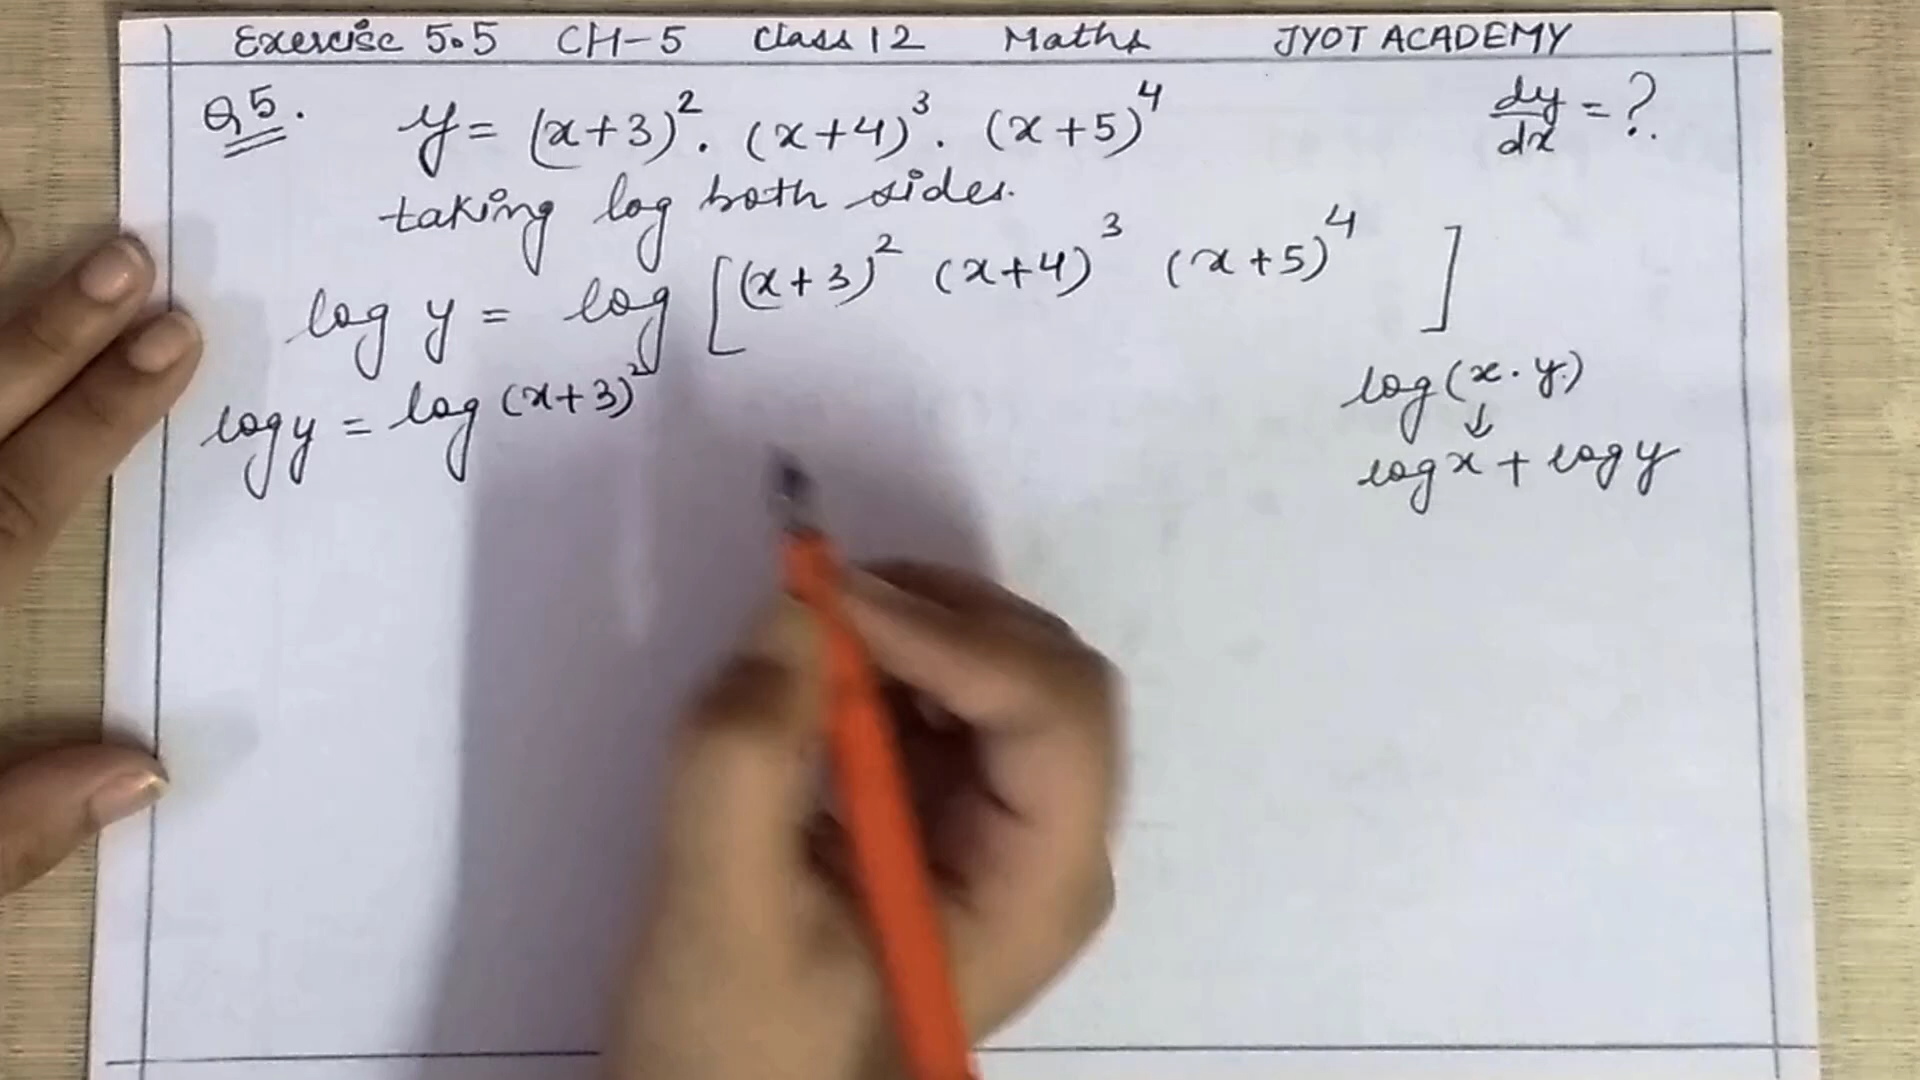 Exercise 5.5 CH-5 Class 12 Maths JYOT ACADEMY
Q5. y = (x+3)². (x+4)³. (x+5)⁴ dy/dx = ?
taking log both sides.
log y = log [(x+3)² (x+4)³ (x+5)⁴ ]
log y = log (x+3)² log(x·y)
↓
log x + log y